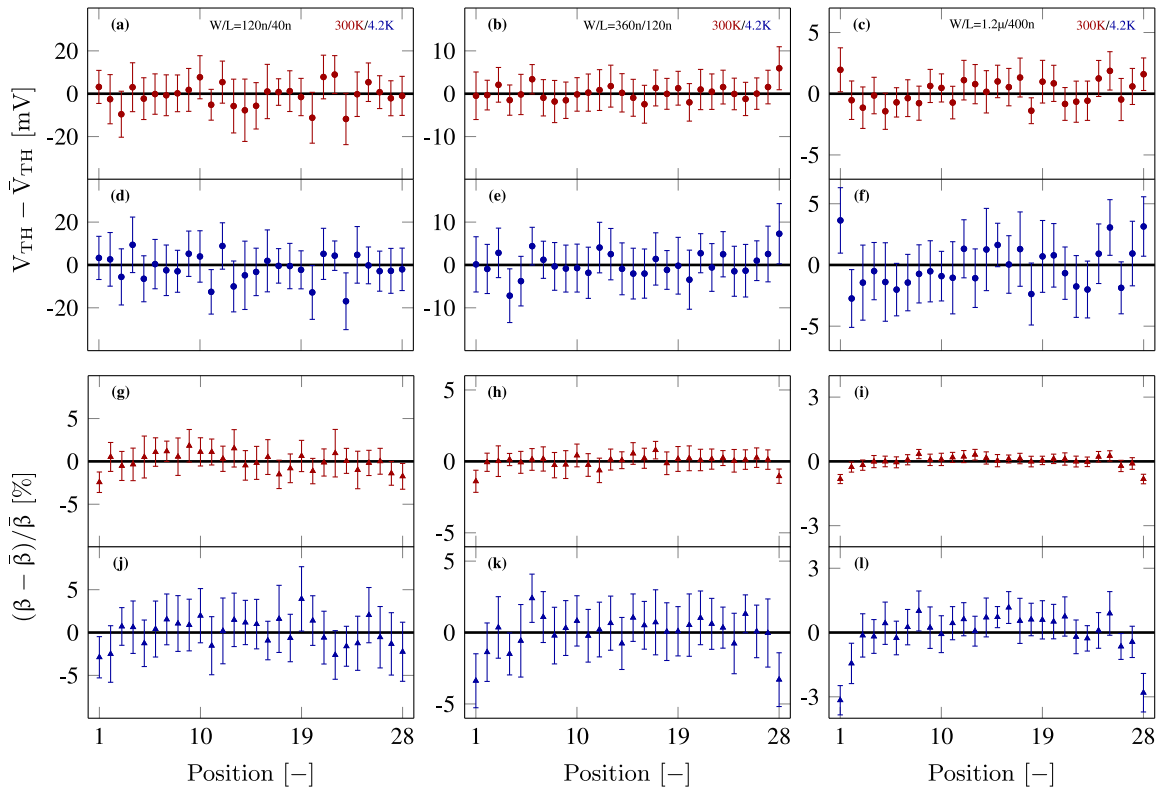 (a) W/L=120n/40n 300K/4.2K
(b) W/L=360n/120n 300K/4.2K
(c) W/L=1.2μ/400n 300K/4.2K
20
0
-20
10
0
-10
5
0
-5
(d)
(e)
(f)
20
0
-20
10
0
-10
5
0
-5
V_TH − V̄_TH [mV]
(g)
(h)
(i)
5
0
-5
5
0
-5
3
0
-3
(j)
(k)
(l)
5
0
-5
5
0
-5
3
0
-3
((β − β̄)/β̄ [%]
1 10 19 28
1 10 19 28
1 10 19 28
Position [−]
Position [−]
Position [−]